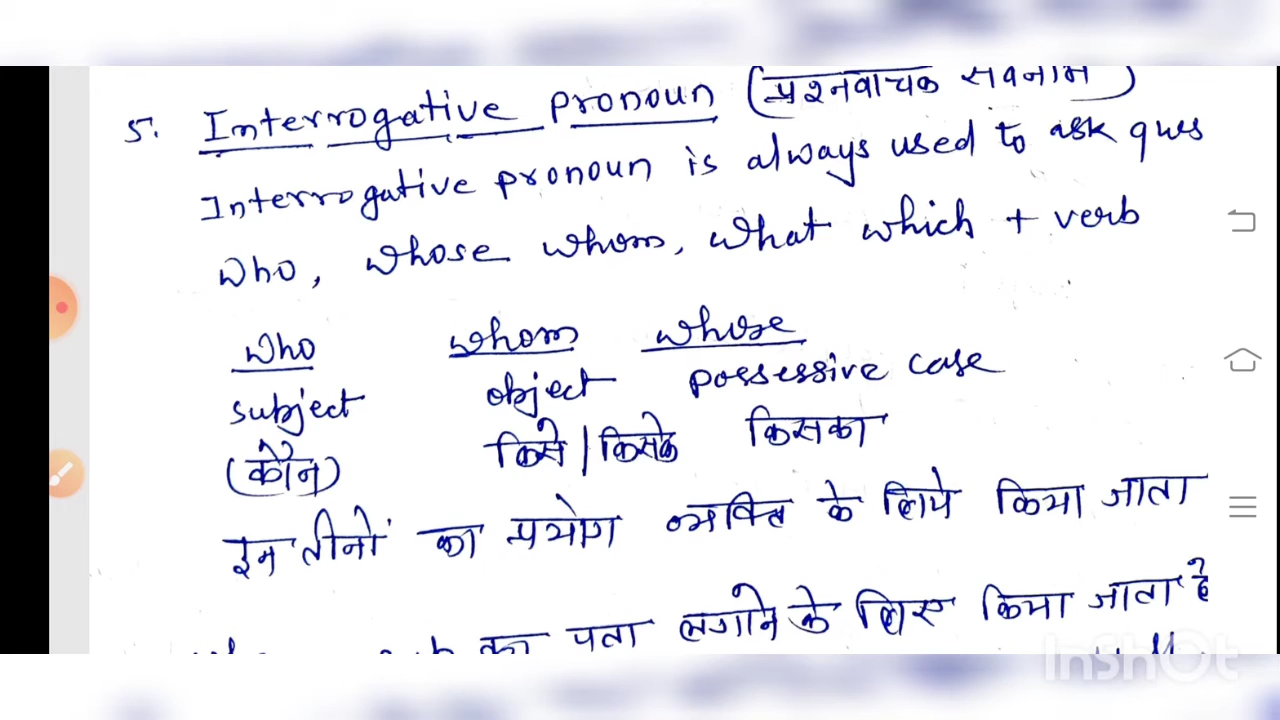 5. Interrogative Pronoun (प्रश्नवाचक सर्वनाम)
Interrogative pronoun is always used to ask ques
who, whose whom, what which + verb
who whom whose
subject object possessive case
(कौन) किसे | किसके किसका
इन तीनों का प्रयोग व्यक्ति के लिये किया जाता
का पता लगाने के लिए किया जाता है
InShOt